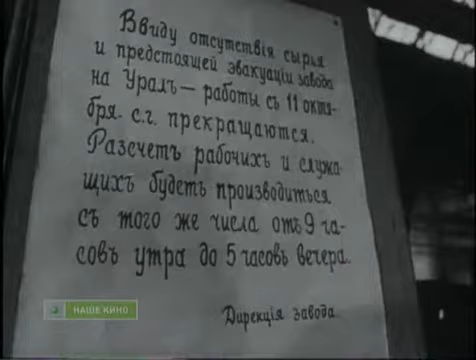 Ввиду отсутствія сырья
и предстоящей эвакуаціи завода
на Уралъ — работы съ 11 октя-
бря. с.г. прекращаются.
Разсчетъ рабочихъ и служа-
щихъ будетъ производиться
съ того же числа отъ 9 ча-
совъ утра до 5 часовъ вечера.
Дирекція завода
НАШЕ КИНО